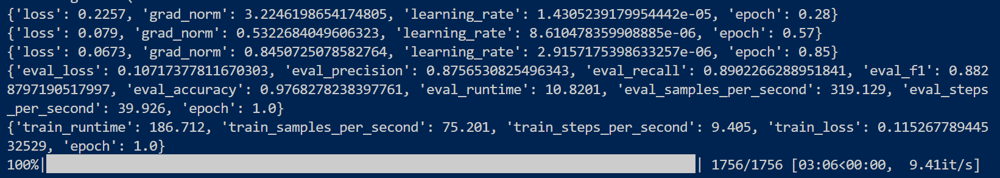 {'loss': 0.2257, 'grad_norm': 3.2246198654174805, 'learning_rate': 1.4305239179954442e-05, 'epoch': 0.28}
{'loss': 0.079, 'grad_norm': 0.5322684049606323, 'learning_rate': 8.610478359908885e-06, 'epoch': 0.57}
{'loss': 0.0673, 'grad_norm': 0.8450725078582764, 'learning_rate': 2.9157175398633257e-06, 'epoch': 0.85}
{'eval_loss': 0.10717377811670303, 'eval_precision': 0.8756530825496343, 'eval_recall': 0.8902266288951841, 'eval_f1': 0.882
8797190517997, 'eval_accuracy': 0.9768278238397761, 'eval_runtime': 10.8201, 'eval_samples_per_second': 319.129, 'eval_steps
_per_second': 39.926, 'epoch': 1.0}
{'train_runtime': 186.712, 'train_samples_per_second': 75.201, 'train_steps_per_second': 9.405, 'train_loss': 0.115267789445
32529, 'epoch': 1.0}
100%| | 1756/1756 [03:06<00:00, 9.41it/s]